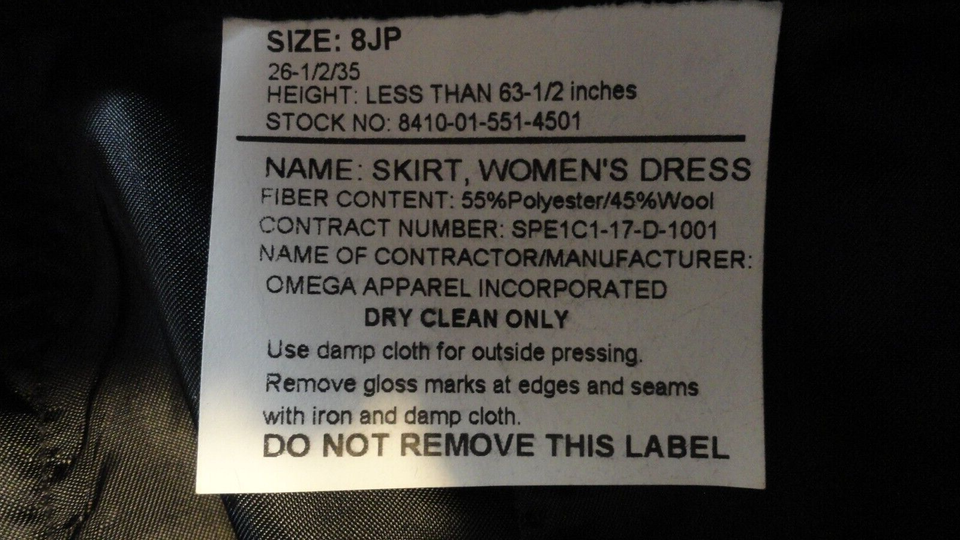 SIZE: 8JP
26-1/2/35
HEIGHT: LESS THAN 63-1/2 inches
STOCK NO: 8410-01-551-4501
NAME: SKIRT, WOMEN'S DRESS
FIBER CONTENT: 55%Polyester/45%Wool
CONTRACT NUMBER: SPE1C1-17-D-1001
NAME OF CONTRACTOR/MANUFACTURER:
OMEGA APPAREL INCORPORATED
DRY CLEAN ONLY
Use damp cloth for outside pressing.
Remove gloss marks at edges and seams
with iron and damp cloth.
DO NOT REMOVE THIS LABEL